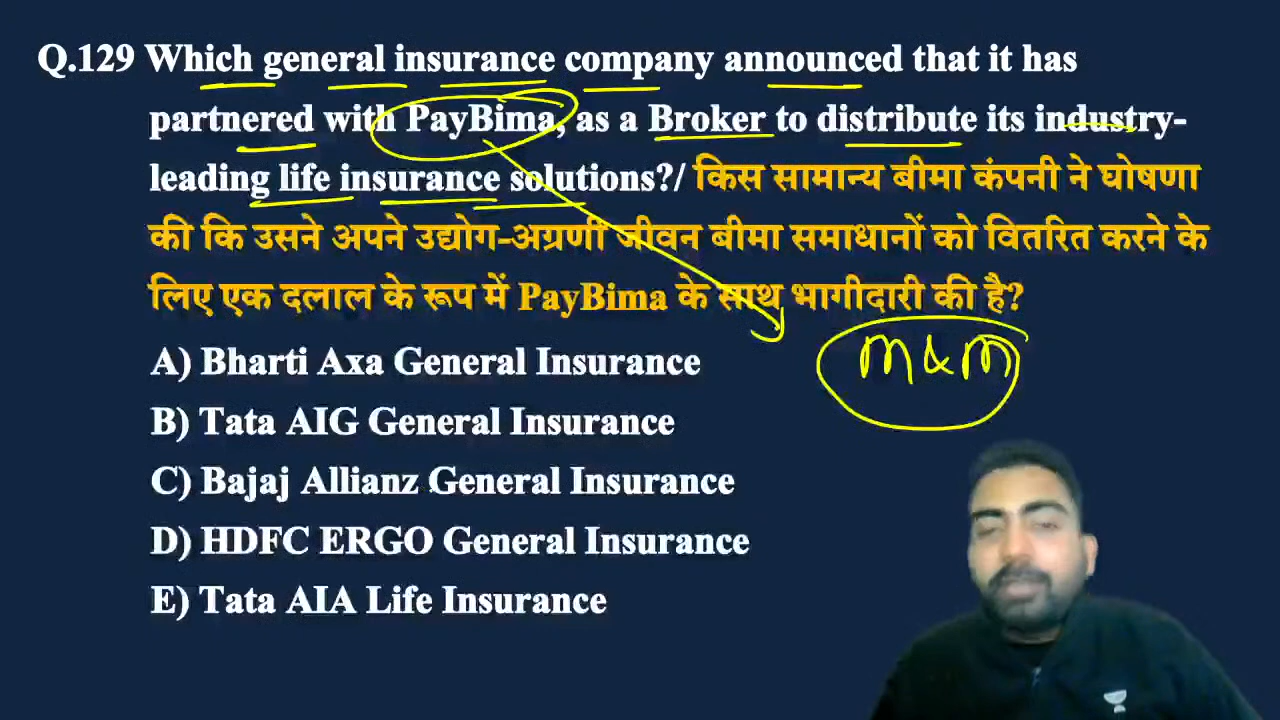 Q.129 Which general insurance company announced that it has
partnered with PayBima, as a Broker to distribute its industry-
leading life insurance solutions?/ किस सामान्य बीमा कंपनी ने घोषणा
की कि उसने अपने उद्योग-अग्रणी जीवन बीमा समाधानों को वितरित करने के
लिए एक दलाल के रूप में PayBima के साथ भागीदारी की है?
M&M
A) Bharti Axa General Insurance
B) Tata AIG General Insurance
C) Bajaj Allianz General Insurance
D) HDFC ERGO General Insurance
E) Tata AIA Life Insurance